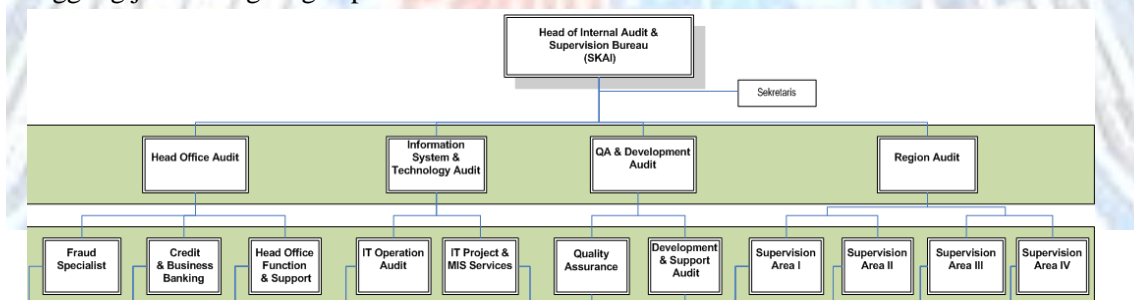 Head of Internal Audit &
Supervision Bureau
(SKAI)
Sekretaris
Head Office Audit
Information
System &
Technology Audit
QA & Development
Audit
Region Audit
Fraud
Specialist
Credit
& Business
Banking
Head Office
Function
& Support
IT Operation
Audit
IT Project &
MIS Services
Quality
Assurance
Development
& Support
Audit
Supervision
Area I
Supervision
Area II
Supervision
Area III
Supervision
Area IV